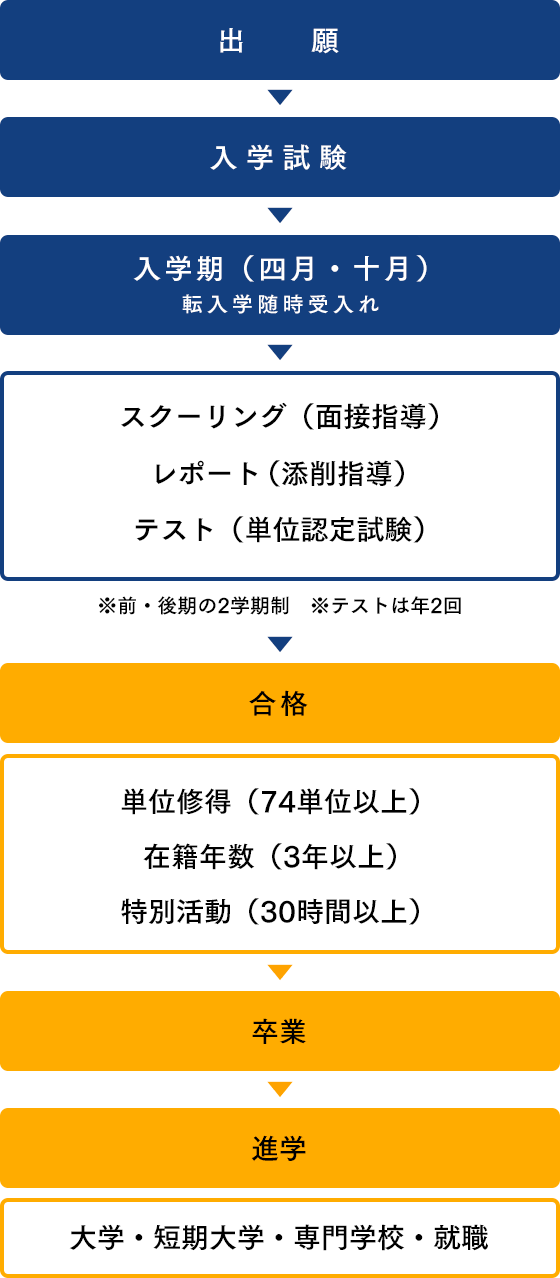 出　願
入学試験
入学期（四月・十月）
転入学随時受入れ
スクーリング（面接指導）
レポート（添削指導）
テスト（単位認定試験）
※前・後期の2学期制　※テストは年2回
合格
単位修得（74単位以上）
在籍年数（3年以上）
特別活動（30時間以上）
卒業
進学
大学・短期大学・専門学校・就職